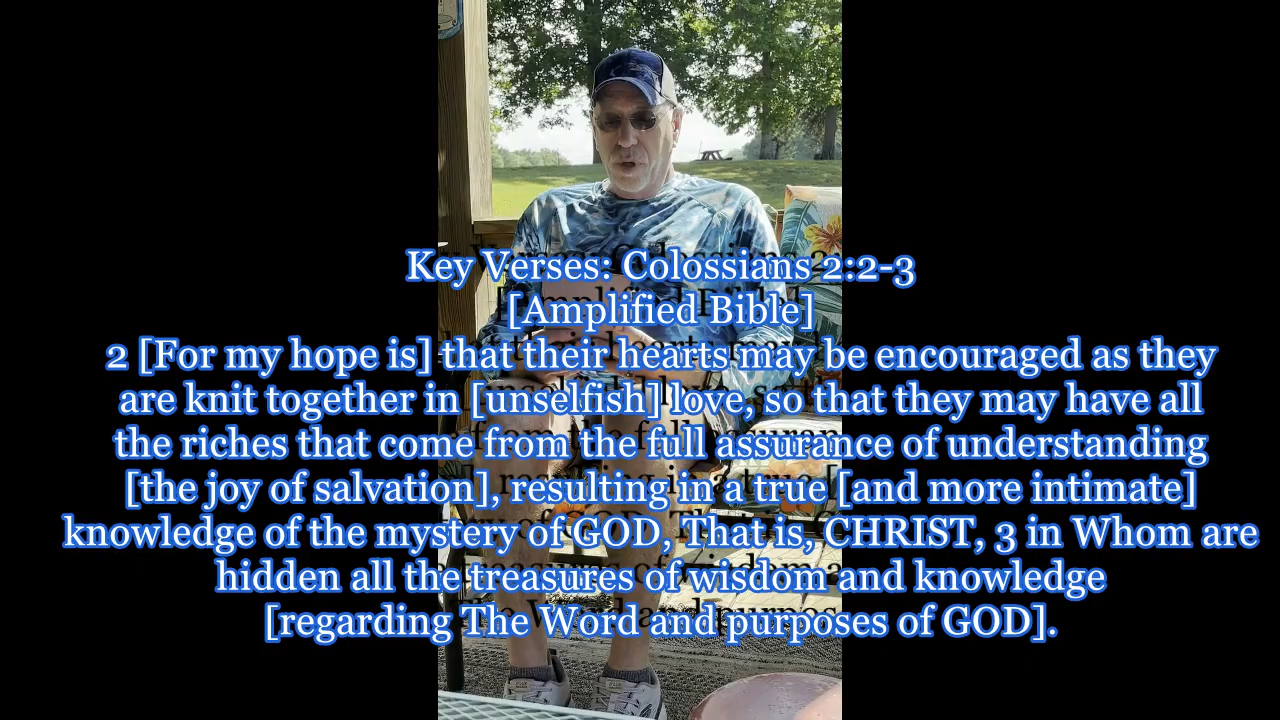 Key Verses: Colossians 2:2-3
[Amplified Bible]
2 [For my hope is] that their hearts may be encouraged as they
are knit together in [unselfish] love, so that they may have all
the riches that come from the full assurance of understanding
[the joy of salvation], resulting in a true [and more intimate]
knowledge of the mystery of GOD, That is, CHRIST, 3 in Whom are
hidden all the treasures of wisdom and knowledge
[regarding The Word and purposes of GOD].